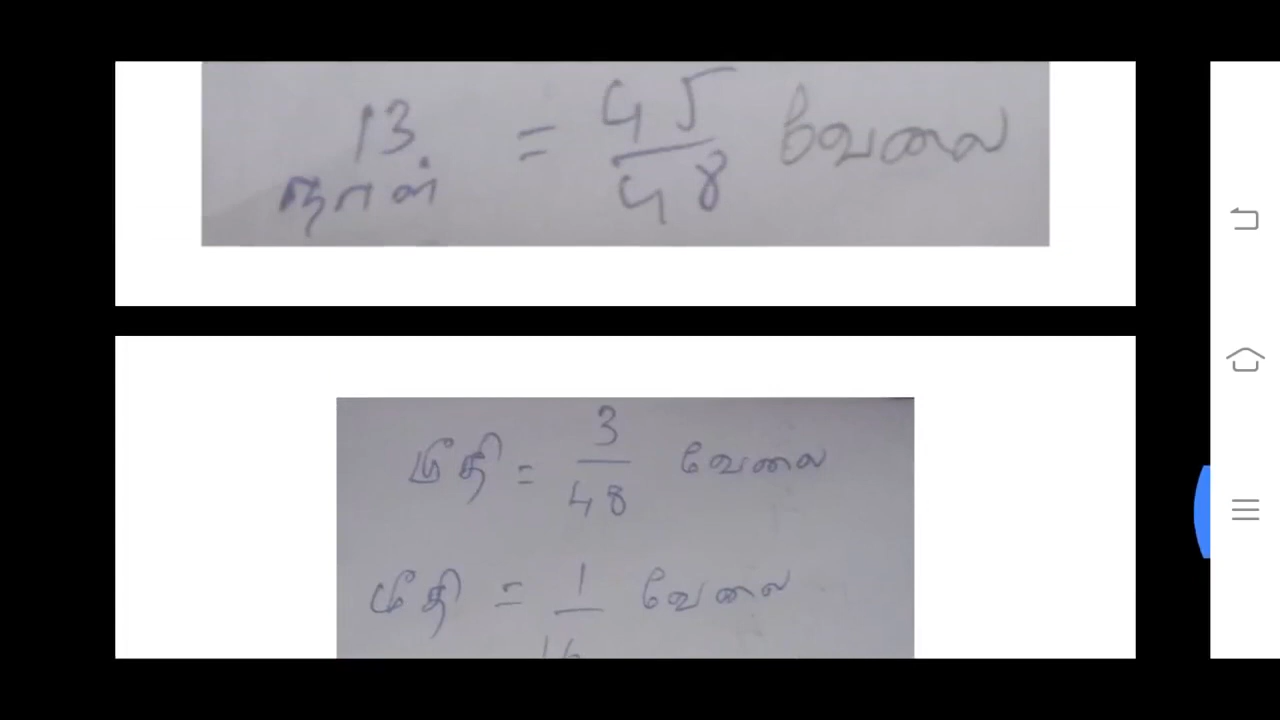 13 = 45/48 வேலை
நாள்
மீதி = 3/48 வேலை
மீதி = 1/16 வேலை